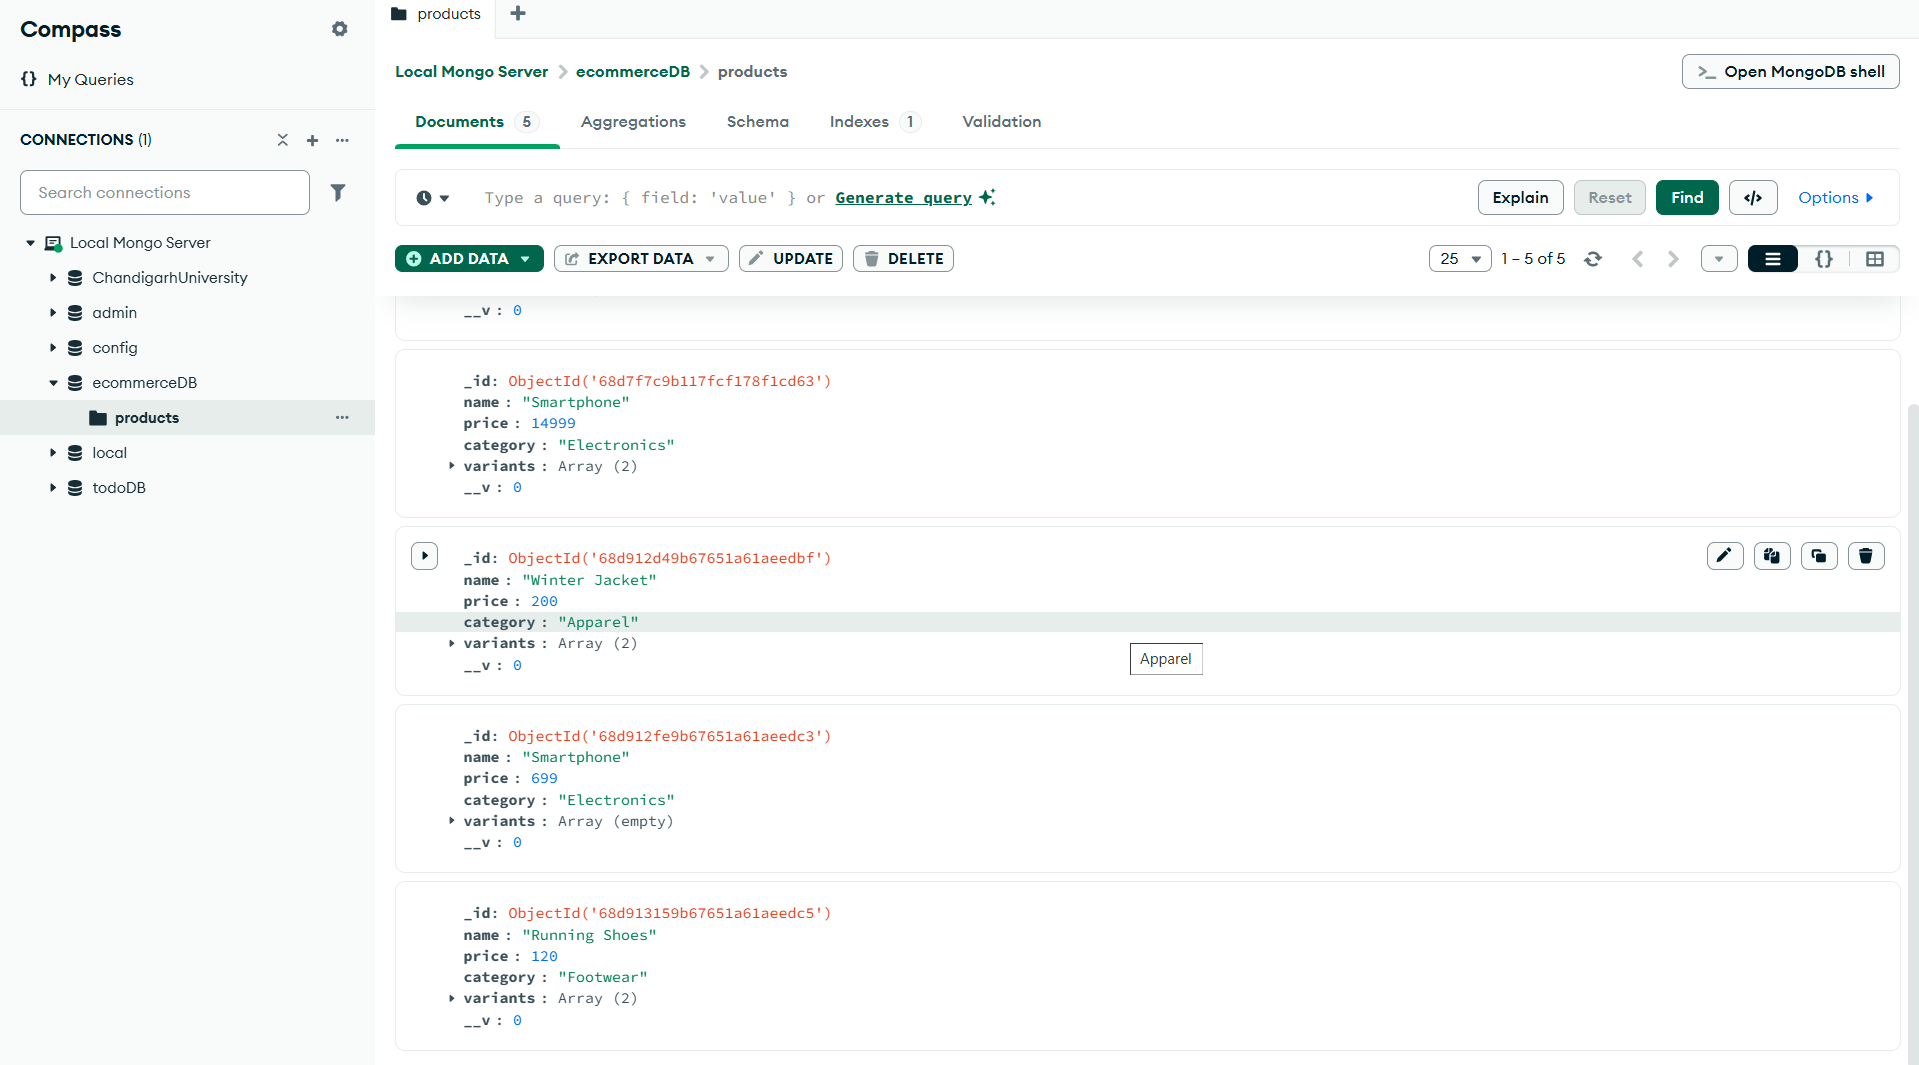 Compass
My Queries
CONNECTIONS (1)
Search connections
Local Mongo Server
ChandigarhUniversity
admin
config
ecommerceDB
products
local
todoDB
products
Local Mongo Server > ecommerceDB > products
>_ Open MongoDB shell
Documents 5 Aggregations Schema Indexes 1 Validation
Type a query: { field: 'value' } or Generate query
Explain Reset Find </> Options
ADD DATA EXPORT DATA UPDATE DELETE
25 1 – 5 of 5 {}
__v : 0
_id: ObjectId('68d7f7c9b117fcf178f1cd63')
name : "Smartphone"
price : 14999
category : "Electronics"
variants : Array (2)
__v : 0
_id: ObjectId('68d912d49b67651a61aeedbf')
name : "Winter Jacket"
price : 200
category : "Apparel"
variants : Array (2)
Apparel
__v : 0
_id: ObjectId('68d912fe9b67651a61aeedc3')
name : "Smartphone"
price : 699
category : "Electronics"
variants : Array (empty)
__v : 0
_id: ObjectId('68d913159b67651a61aeedc5')
name : "Running Shoes"
price : 120
category : "Footwear"
variants : Array (2)
__v : 0